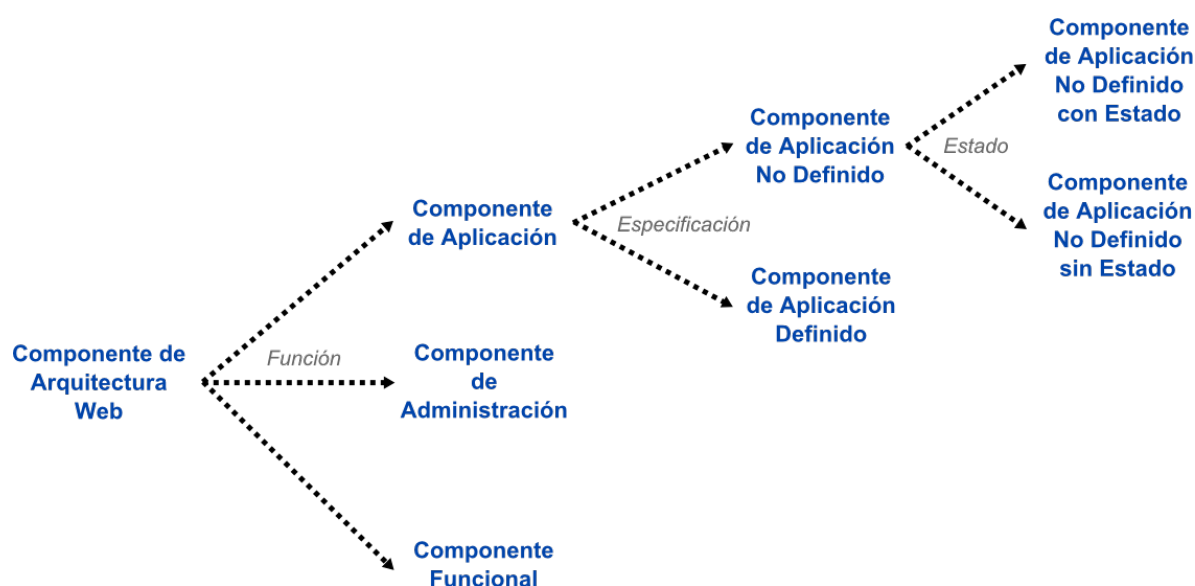 Componente
de Aplicación
No Definido
con Estado
Componente
de Aplicación
No Definido
Estado
Componente
de Aplicación
No Definido
sin Estado
Componente
de Aplicación
Especificación
Componente
de Aplicación
Definido
Componente de
Arquitectura
Web
Función
Componente
de
Administración
Componente
Funcional